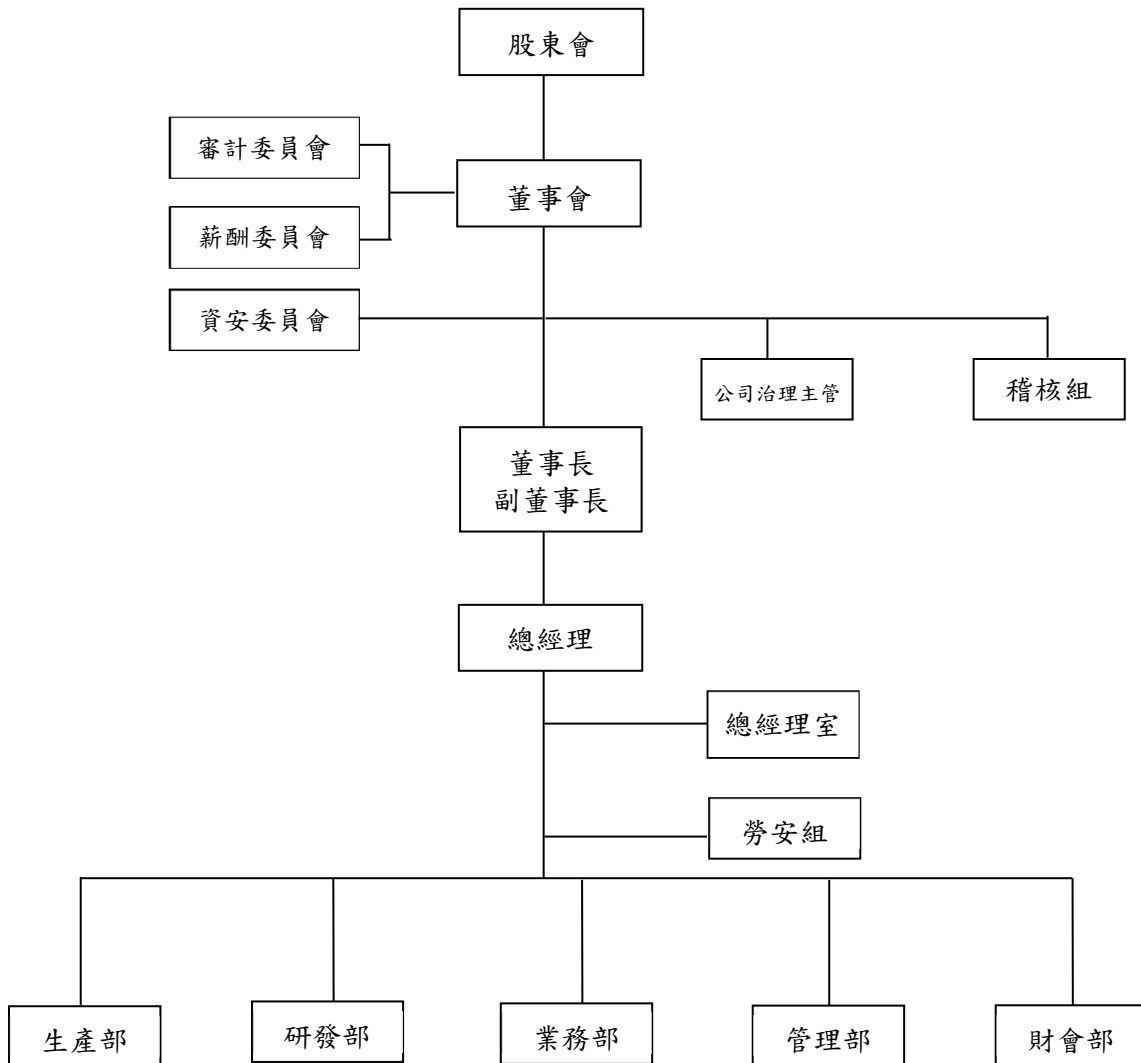 股東會
審計委員會
董事會
薪酬委員會
資安委員會
公司治理主管
稽核組
董事長
副董事長
總經理
總經理室
勞安組
生產部
研發部
業務部
管理部
財會部